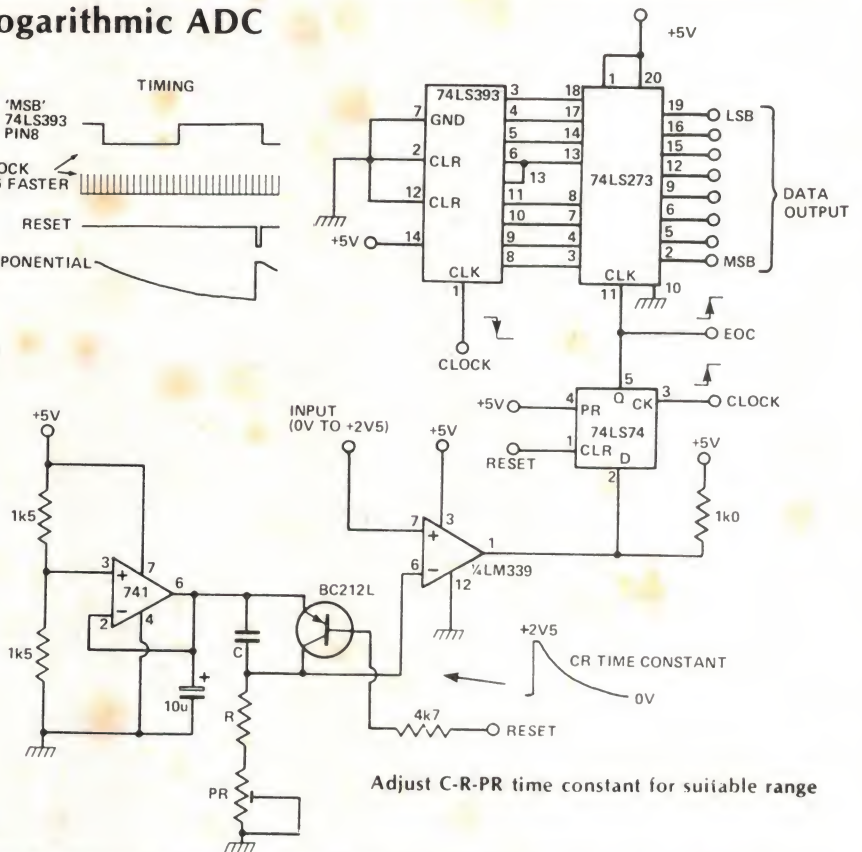 ogarithmic ADC
TIMING
'MSB'
74LS393
PIN8
OCK
FASTER
RESET
PONENTIAL
+5V
74LS393
7 GND
2 CLR
12 CLR
+5V 14
CLK
1
CLOCK
3 18
4 17
5 14
6 13
13
11 8
10 7
9 4
8 3
1 20
74LS273
CLK
11 10
19 LSB
16
15
12
9
6
5
2 MSB
DATA
OUTPUT
EOC
5
+5V 4 PR Q CK 3 CLOCK
74LS74
RESET 1 CLR D
2
+5V
1k0
INPUT
(0V TO +2V5)
+5V
7 + 3
6 − 1
12
¼LM339
+5V
1k5
3 + 7
741 6
2 − 4
1k5
+
10u
C
BC212L
R
PR
4k7 RESET
+2V5
CR TIME CONSTANT
0V
Adjust C-R-PR time constant for suitable range